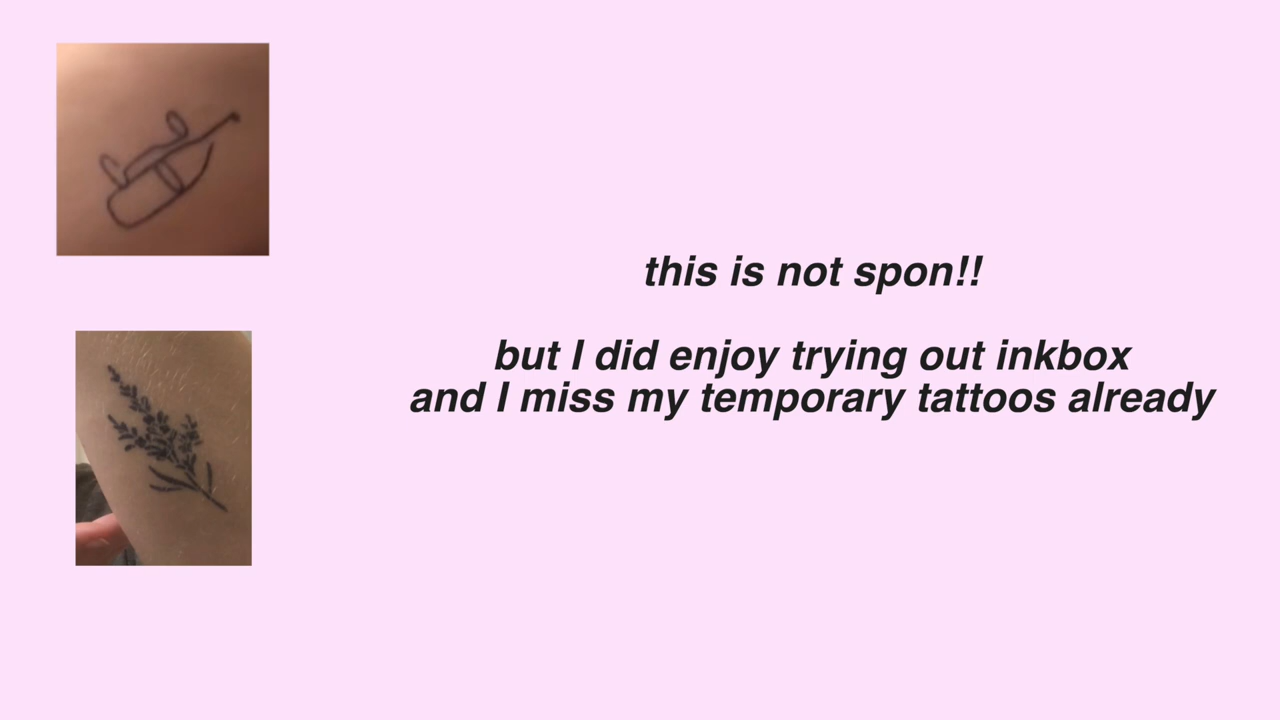 this is not spon!!
but I did enjoy trying out inkbox
and I miss my temporary tattoos already